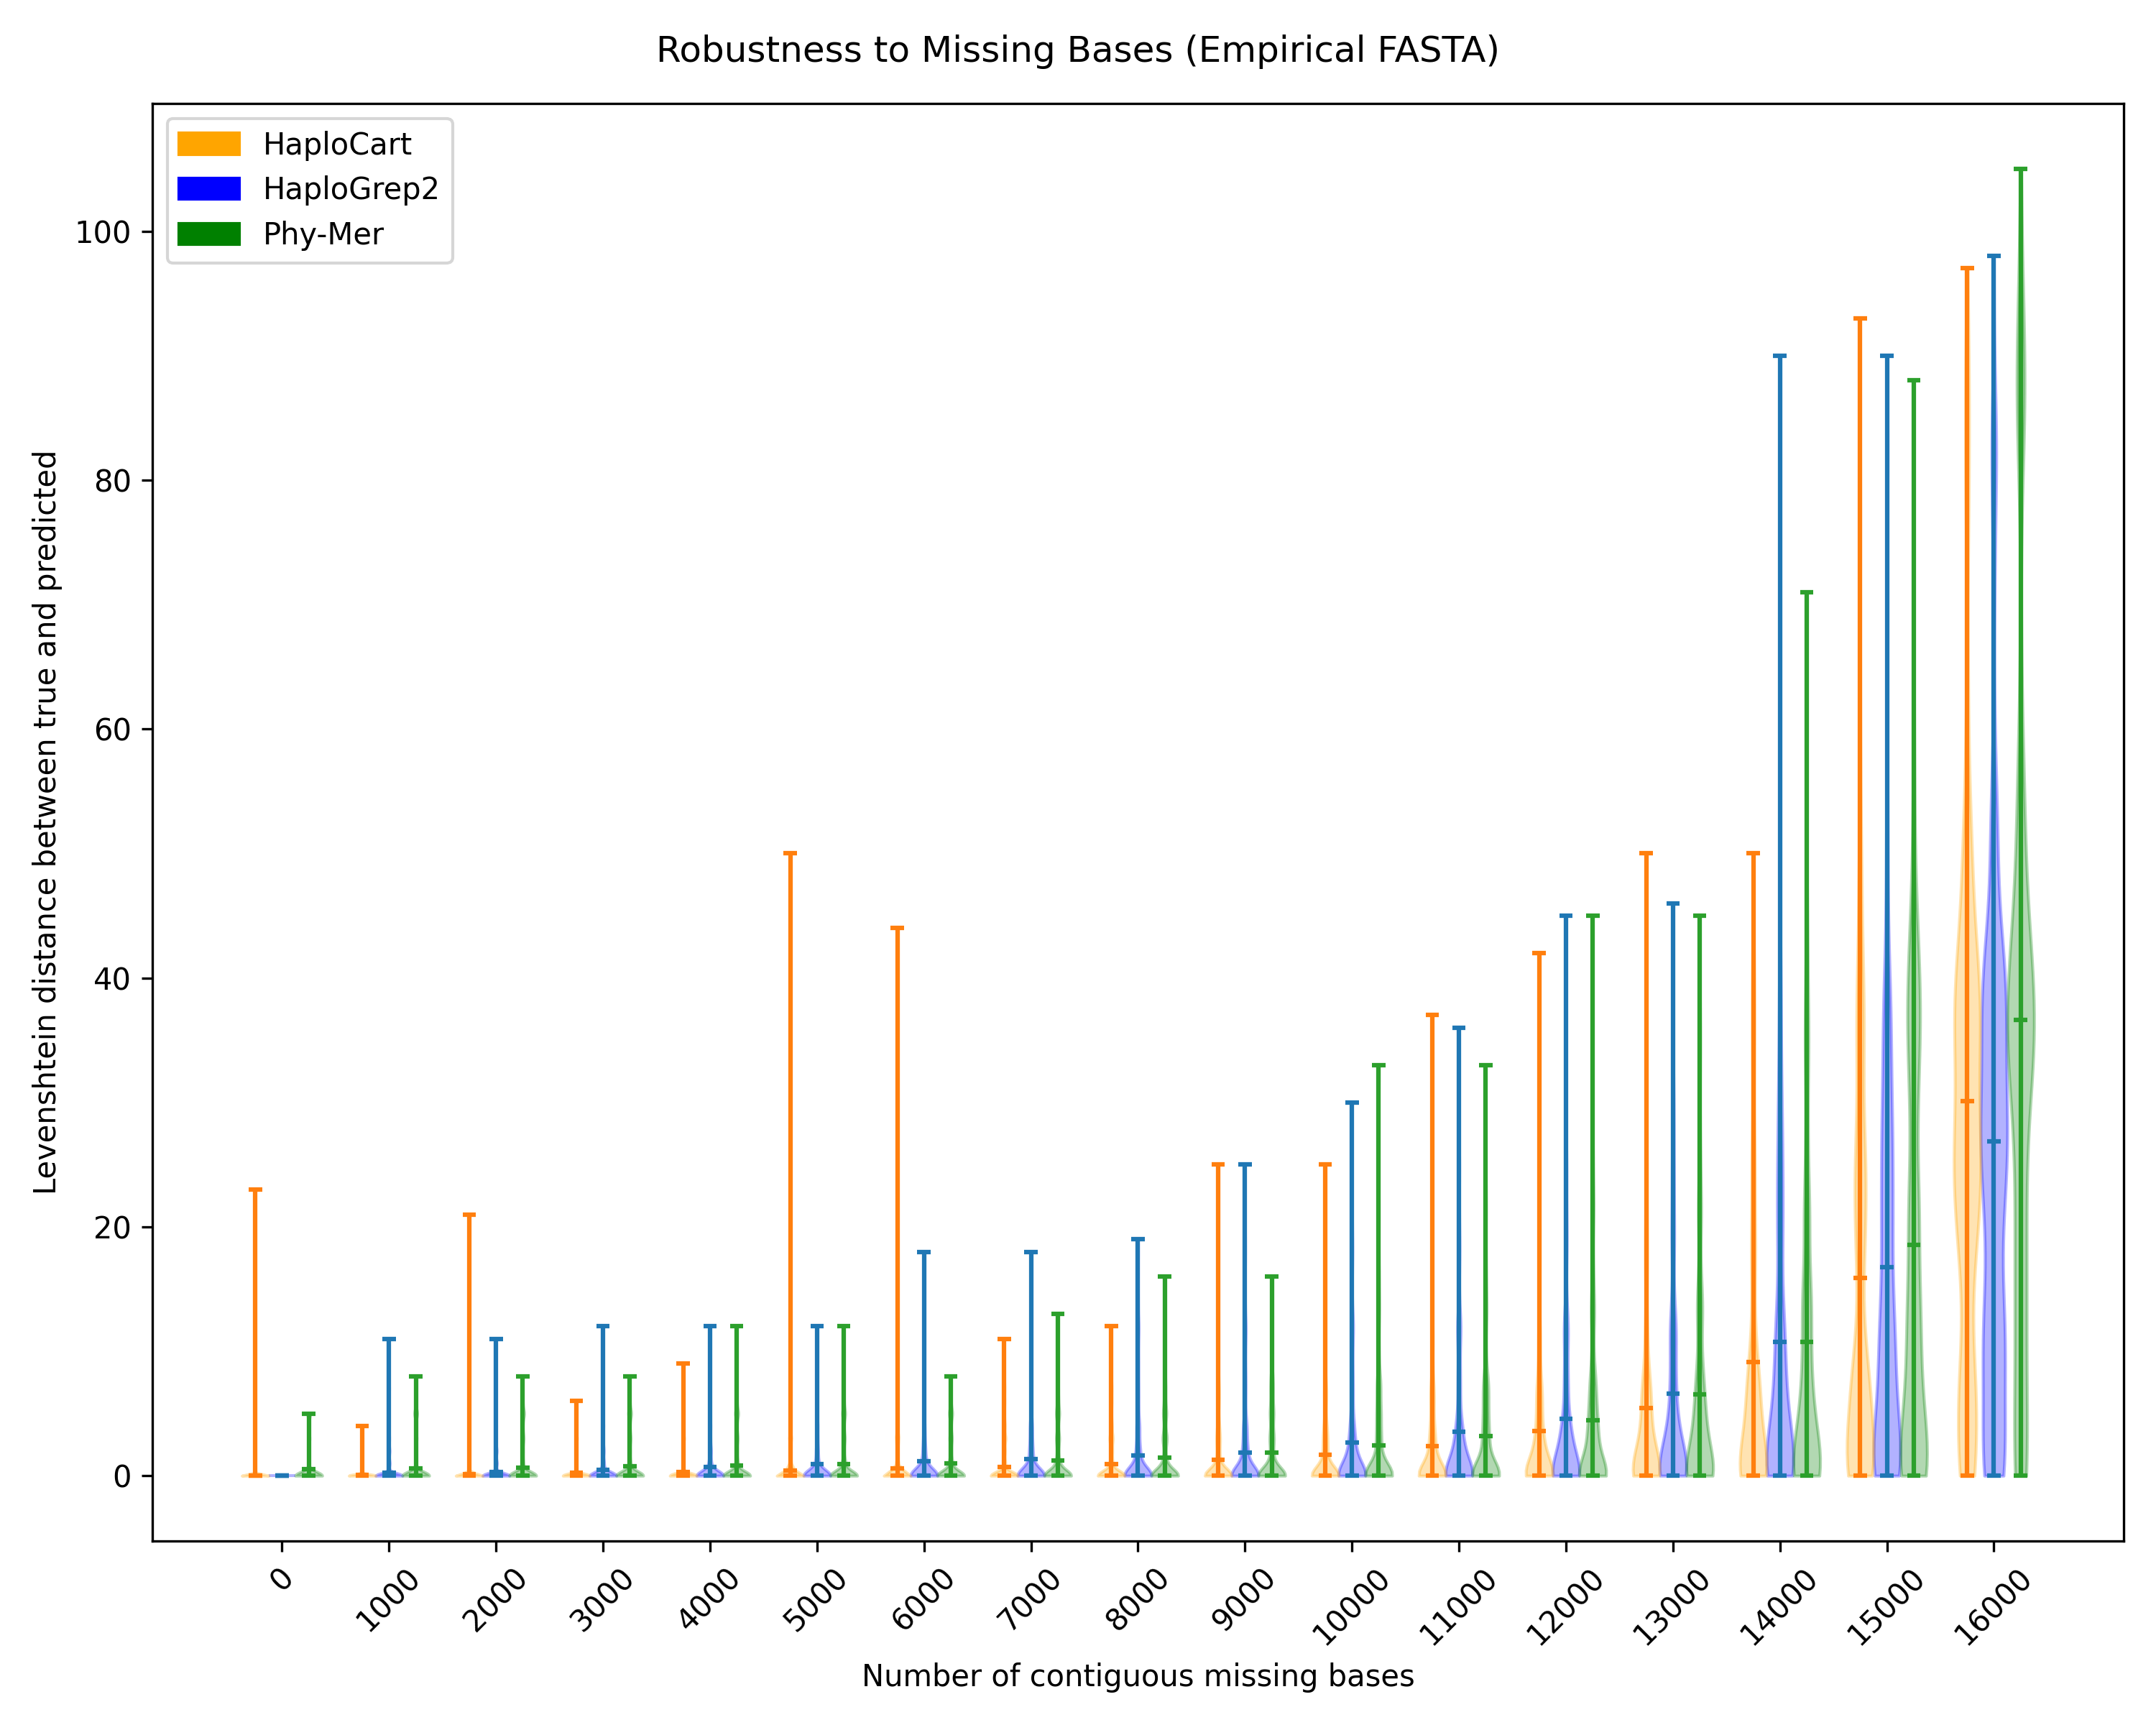 Robustness to Missing Bases (Empirical FASTA)
HaploCart
HaploGrep2
Phy-Mer
Levenshtein distance between true and predicted
100
80
60
40
20
0
0 1000 2000 3000 4000 5000 6000 7000 8000 9000 10000 11000 12000 13000 14000 15000 16000
Number of contiguous missing bases